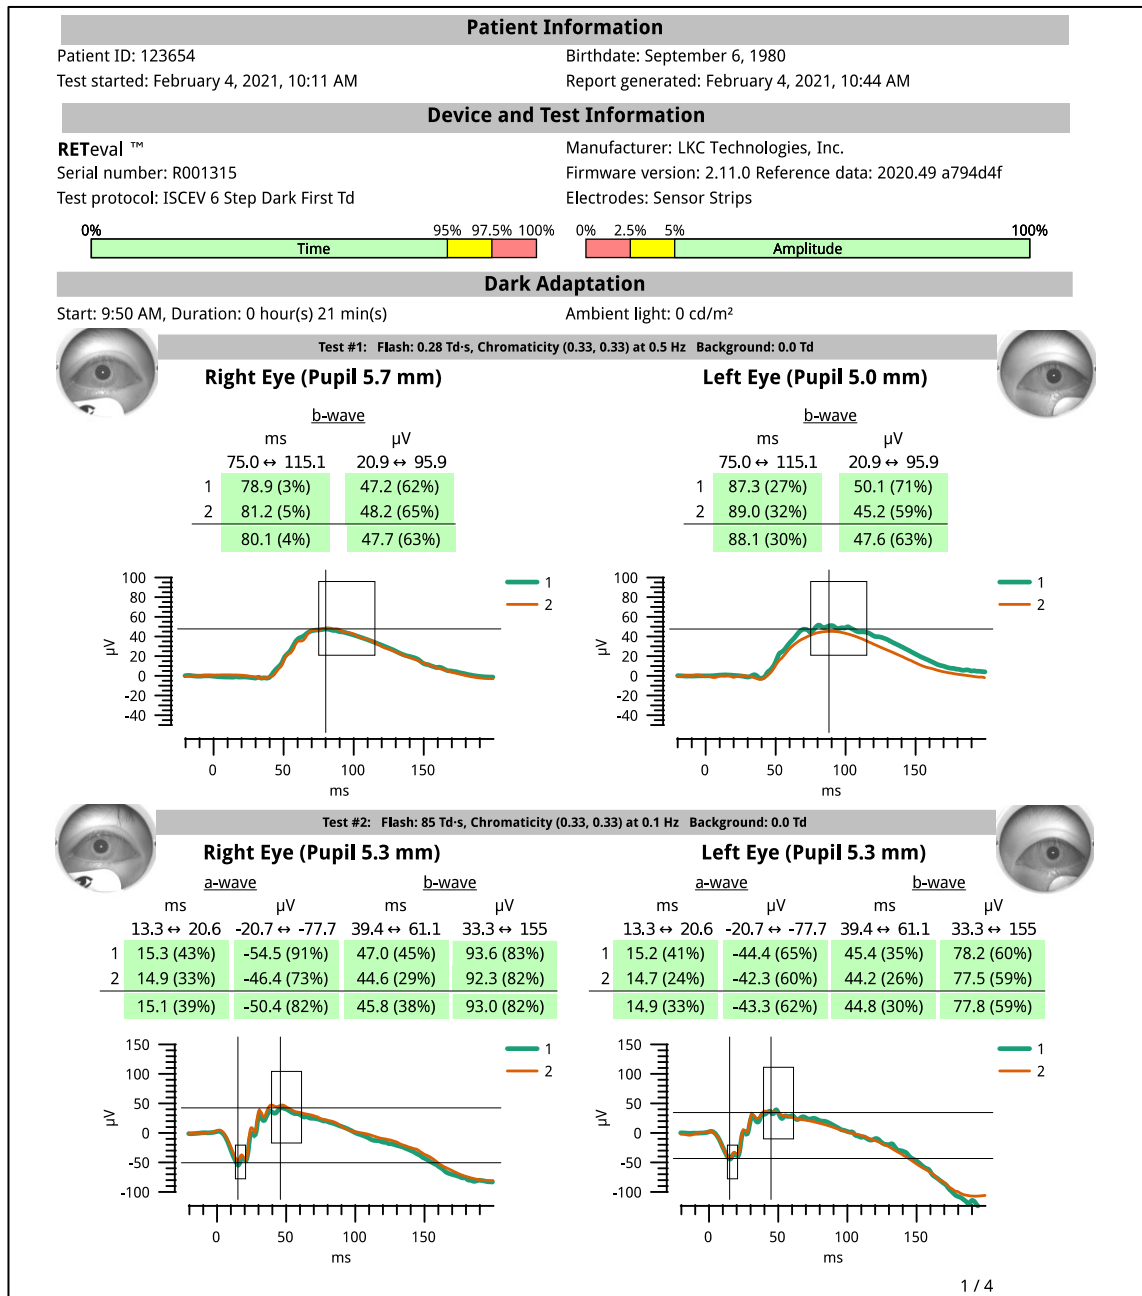 Patient Information
Patient ID: 123654 Birthdate: September 6, 1980
Test started: February 4, 2021, 10:11 AM Report generated: February 4, 2021, 10:44 AM
Device and Test Information
RETeval ™ Manufacturer: LKC Technologies, Inc.
Serial number: R001315 Firmware version: 2.11.0 Reference data: 2020.49 a794d4f
Test protocol: ISCEV 6 Step Dark First Td Electrodes: Sensor Strips
0% 95% 97.5% 100% 0% 2.5% 5% 100%
Time Amplitude
Dark Adaptation
Start: 9:50 AM, Duration: 0 hour(s) 21 min(s) Ambient light: 0 cd/m²
Test #1: Flash: 0.28 Td·s, Chromaticity (0.33, 0.33) at 0.5 Hz Background: 0.0 Td
Right Eye (Pupil 5.7 mm) Left Eye (Pupil 5.0 mm)
b-wave b-wave
ms µV ms µV
75.0 ↔ 115.1 20.9 ↔ 95.9 75.0 ↔ 115.1 20.9 ↔ 95.9
1 78.9 (3%) 47.2 (62%) 1 87.3 (27%) 50.1 (71%)
2 81.2 (5%) 48.2 (65%) 2 89.0 (32%) 45.2 (59%)
80.1 (4%) 47.7 (63%) 88.1 (30%) 47.6 (63%)
100 1 100 1
80 80
2 2
60 60
40 40
µV µV
20 20
0 0
-20 -20
-40 -40
0 50 100 150 0 50 100 150
ms ms
Test #2: Flash: 85 Td·s, Chromaticity (0.33, 0.33) at 0.1 Hz Background: 0.0 Td
Right Eye (Pupil 5.3 mm) Left Eye (Pupil 5.3 mm)
a-wave b-wave a-wave b-wave
ms µV ms µV ms µV ms µV
13.3 ↔ 20.6 -20.7 ↔ -77.7 39.4 ↔ 61.1 33.3 ↔ 155 13.3 ↔ 20.6 -20.7 ↔ -77.7 39.4 ↔ 61.1 33.3 ↔ 155
1 15.3 (43%) -54.5 (91%) 47.0 (45%) 93.6 (83%) 1 15.2 (41%) -44.4 (65%) 45.4 (35%) 78.2 (60%)
2 14.9 (33%) -46.4 (73%) 44.6 (29%) 92.3 (82%) 2 14.7 (24%) -42.3 (60%) 44.2 (26%) 77.5 (59%)
15.1 (39%) -50.4 (82%) 45.8 (38%) 93.0 (82%) 14.9 (33%) -43.3 (62%) 44.8 (30%) 77.8 (59%)
150 1 150 1
100 2 100 2
50 50
µV µV
0 0
-50 -50
-100 -100
0 50 100 150 0 50 100 150
ms ms
1 / 4